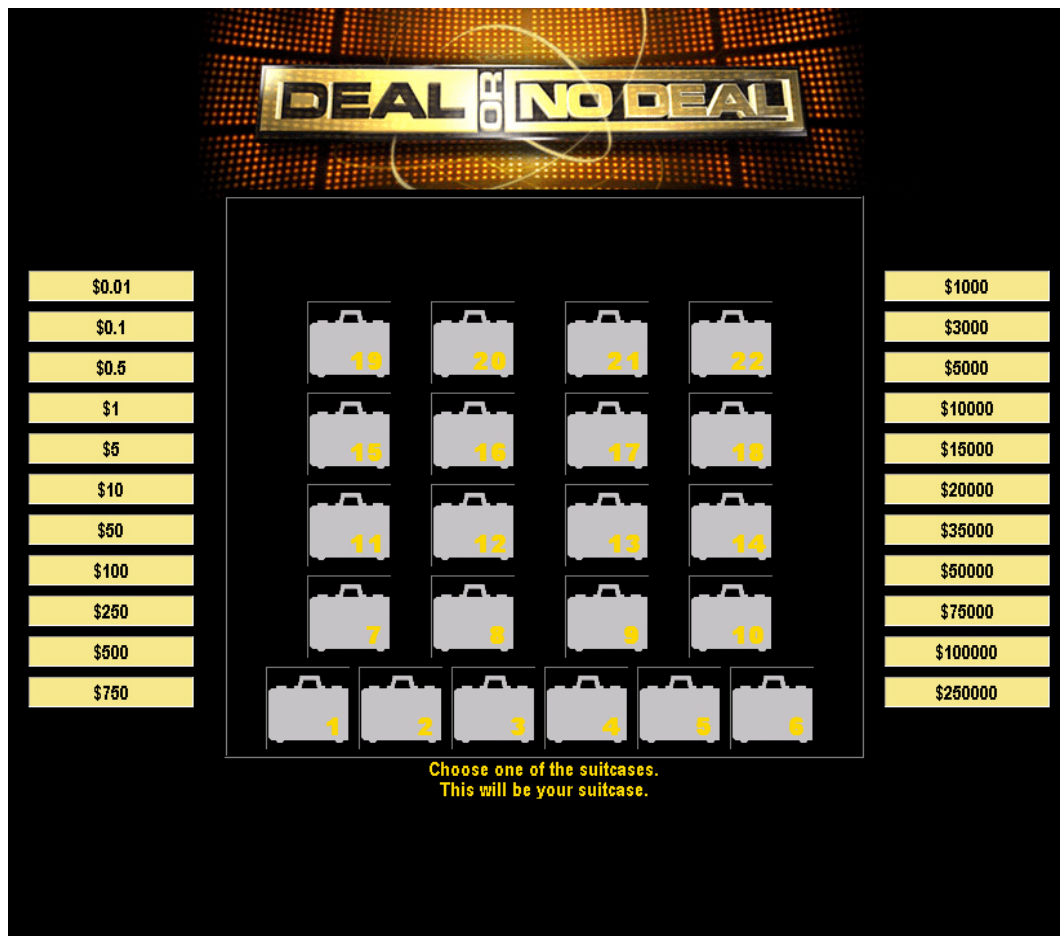 DEAL OR NO DEAL
$0.01
$0.1
$0.5
$1
$5
$10
$50
$100
$250
$500
$750
19 20 21 22
15 16 17 18
11 12 13 14
7 8 9 10
1 2 3 4 5 6
$1000
$3000
$5000
$10000
$15000
$20000
$35000
$50000
$75000
$100000
$250000
Choose one of the suitcases.
This will be your suitcase.